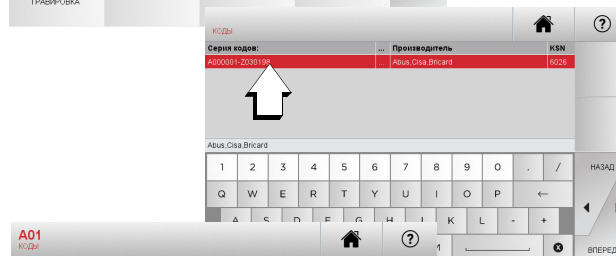 ГРАВИРОВКА
КОДЫ
Серия кодов: ... Производитель KSN
A000001-Z030198 ... Abus,Cisa,Bricard 6026
Abus,Cisa,Bricard
1 2 3 4 5 6 7 8 9 0 . /
НАЗАД
Q W E R T Y U I O P ←
A S D F G H J K L - +
A01
КОДЫ
ВПЕРЕД